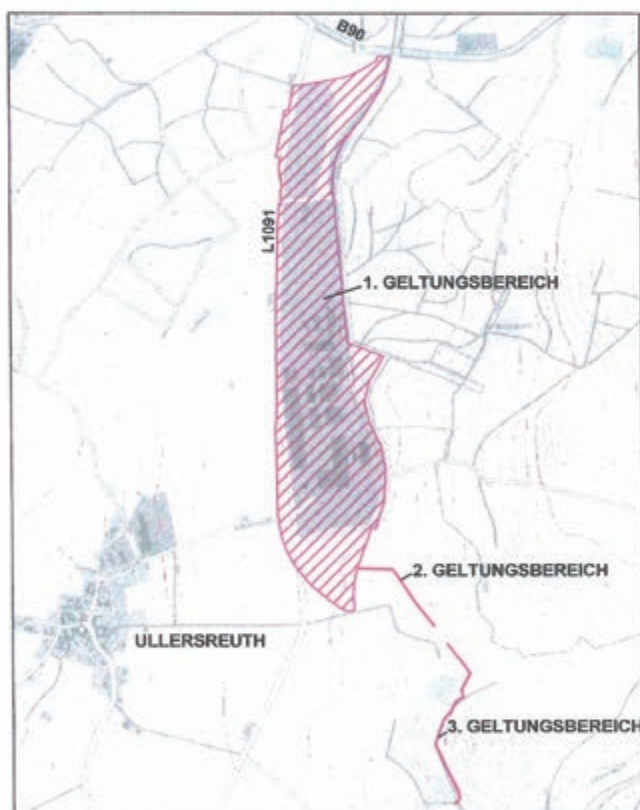 B90
L1091
1. GELTUNGSBEREICH
2. GELTUNGSBEREICH
ULLERSREUTH
3. GELTUNGSBEREICH